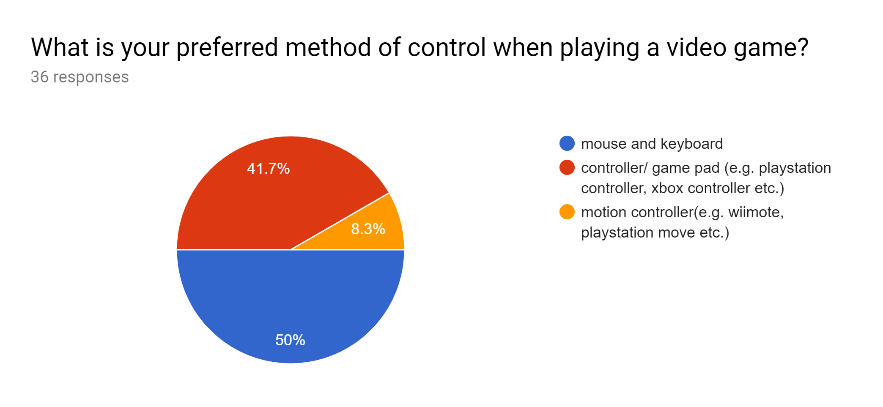 What is your preferred method of control when playing a video game?
36 responses
41.7%
8.3%
50%
mouse and keyboard
controller/ game pad (e.g. playstation
controller, xbox controller etc.)
motion controller(e.g. wiimote,
playstation move etc.)